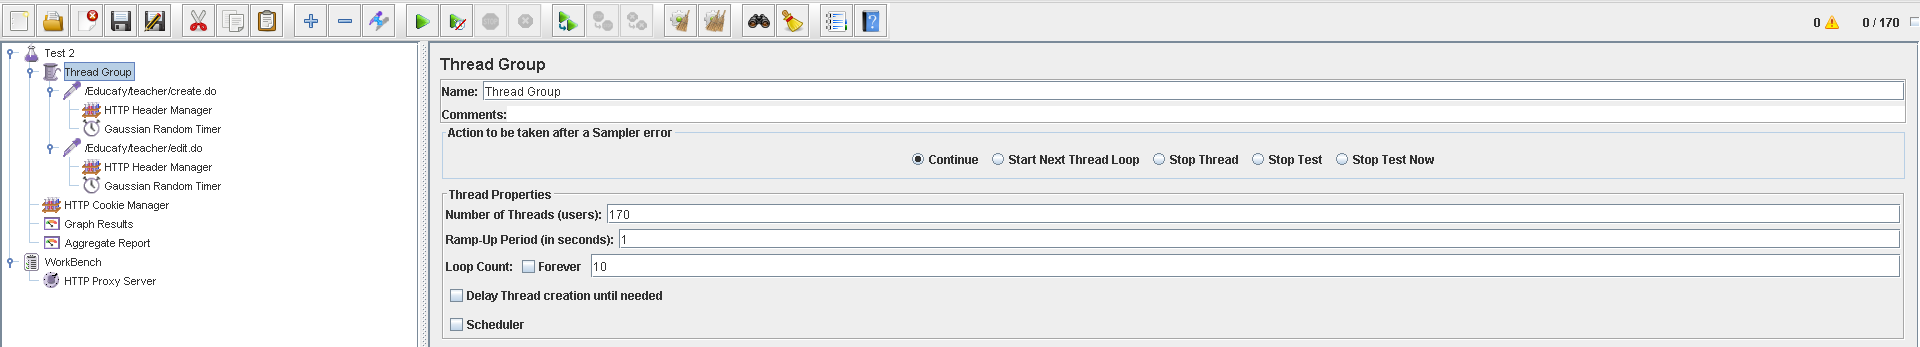 0 0 / 170
Test 2
Thread Group
/Educafy/teacher/create.do
HTTP Header Manager
Gaussian Random Timer
/Educafy/teacher/edit.do
HTTP Header Manager
Gaussian Random Timer
HTTP Cookie Manager
Graph Results
Aggregate Report
WorkBench
HTTP Proxy Server
Thread Group
Name: Thread Group
Comments:
Action to be taken after a Sampler error
Continue Start Next Thread Loop Stop Thread Stop Test Stop Test Now
Thread Properties
Number of Threads (users): 170
Ramp-Up Period (in seconds): 1
Loop Count: Forever 10
Delay Thread creation until needed
Scheduler